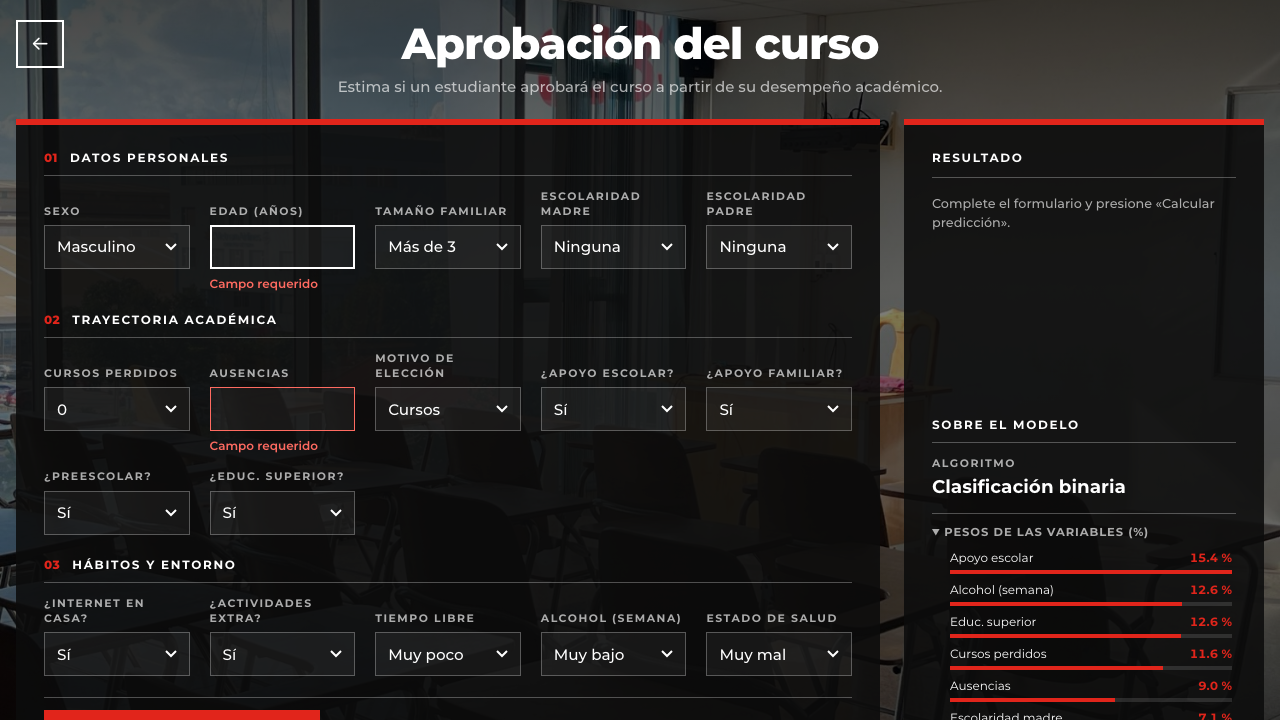 Aprobación del curso
Estima si un estudiante aprobará el curso a partir de su desempeño académico.
01 DATOS PERSONALES
SEXO
EDAD (AÑOS)
TAMAÑO FAMILIAR
ESCOLARIDAD
MADRE
ESCOLARIDAD
PADRE
Masculino
Más de 3
Ninguna
Ninguna
Campo requerido
02 TRAYECTORIA ACADÉMICA
CURSOS PERDIDOS
AUSENCIAS
MOTIVO DE
ELECCIÓN
¿APOYO ESCOLAR?
¿APOYO FAMILIAR?
0
Cursos
Sí
Sí
Campo requerido
¿PREESCOLAR?
¿EDUC. SUPERIOR?
Sí
Sí
03 HÁBITOS Y ENTORNO
¿INTERNET EN
CASA?
¿ACTIVIDADES
EXTRA?
TIEMPO LIBRE
ALCOHOL (SEMANA)
ESTADO DE SALUD
Sí
Sí
Muy poco
Muy bajo
Muy mal
RESULTADO
Complete el formulario y presione «Calcular
predicción».
SOBRE EL MODELO
ALGORITMO
Clasificación binaria
PESOS DE LAS VARIABLES (%)
Apoyo escolar 15.4 %
Alcohol (semana) 12.6 %
Educ. superior 12.6 %
Cursos perdidos 11.6 %
Ausencias 9.0 %
Escolaridad madre 7.1 %